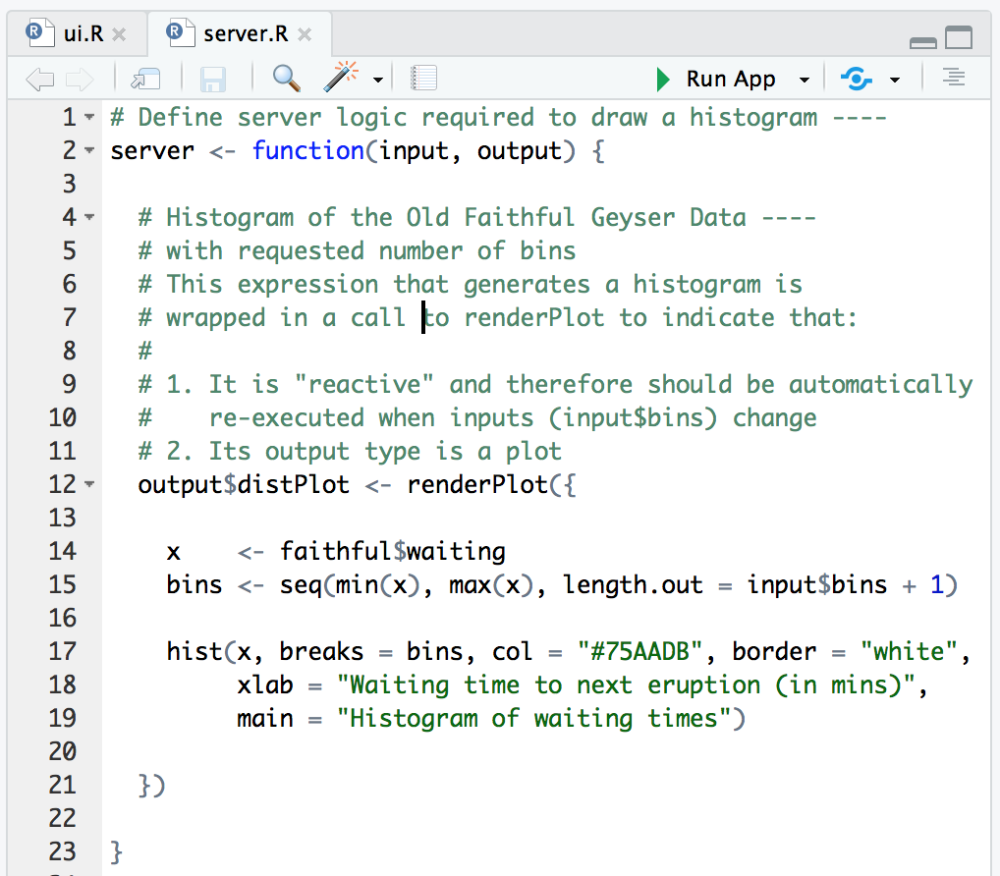 ui.R
server.R
Run App
1 # Define server logic required to draw a histogram ----
2 server <- function(input, output) {
3
4   # Histogram of the Old Faithful Geyser Data ----
5   # with requested number of bins
6   # This expression that generates a histogram is
7   # wrapped in a call to renderPlot to indicate that:
8   #
9   # 1. It is "reactive" and therefore should be automatically
10   #    re-executed when inputs (input$bins) change
11   # 2. Its output type is a plot
12   output$distPlot <- renderPlot({
13
14     x    <- faithful$waiting
15     bins <- seq(min(x), max(x), length.out = input$bins + 1)
16
17     hist(x, breaks = bins, col = "#75AADB", border = "white",
18          xlab = "Waiting time to next eruption (in mins)",
19          main = "Histogram of waiting times")
20
21   })
22
23 }